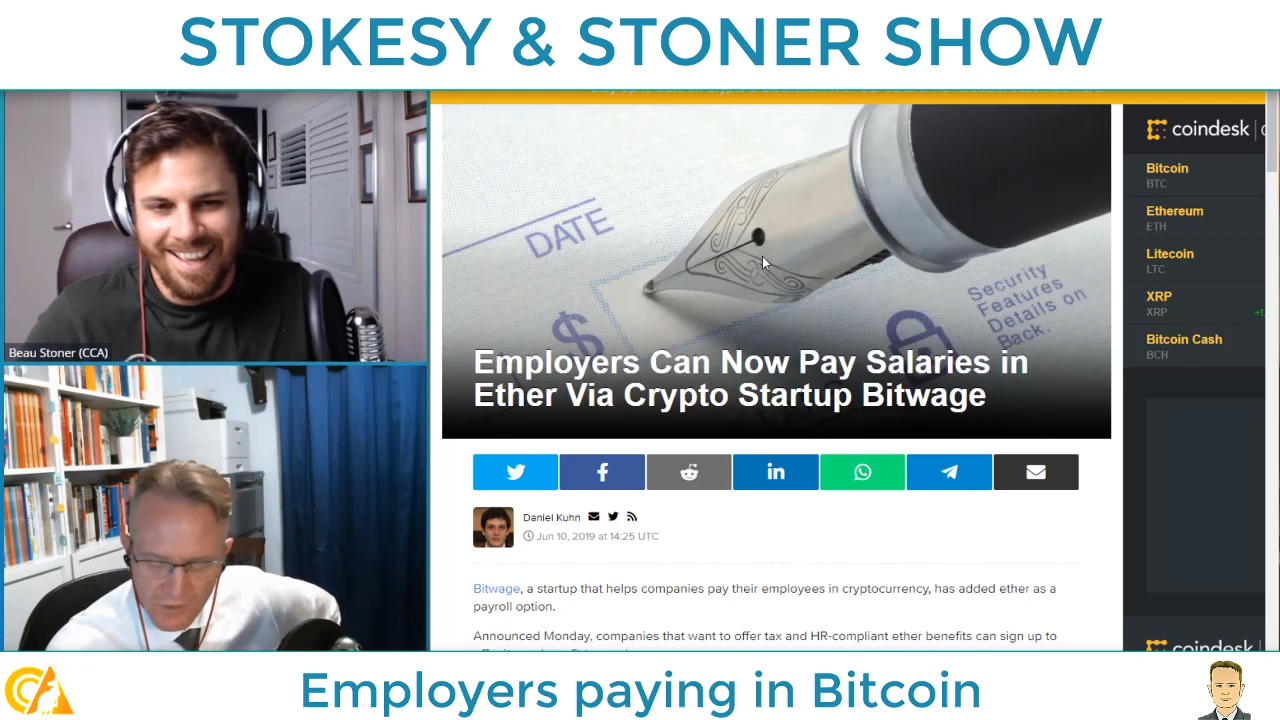 STOKESY & STONER SHOW
Beau Stoner (CCA)
DATE
$
Security
Features
Details on
Back.
Employers Can Now Pay Salaries in
Ether Via Crypto Startup Bitwage
Daniel Kuhn
Jun 10, 2019 at 14:25 UTC
Bitwage, a startup that helps companies pay their employees in cryptocurrency, has added ether as a
payroll option.
Announced Monday, companies that want to offer tax and HR-compliant ether benefits can sign up to
coindesk
Bitcoin
BTC
Ethereum
ETH
Litecoin
LTC
XRP
XRP
Bitcoin Cash
BCH
coindesk
Employers paying in Bitcoin